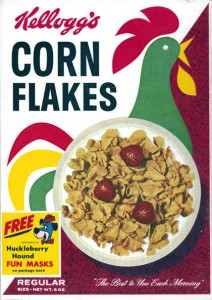 Kellogg's
CORN
FLAKES
FREE
Huckleberry
Hound
FUN MASKS
on package back
REGULAR
SIZE - NET WT. 6 OZ.
"The Best to You Each Morning"